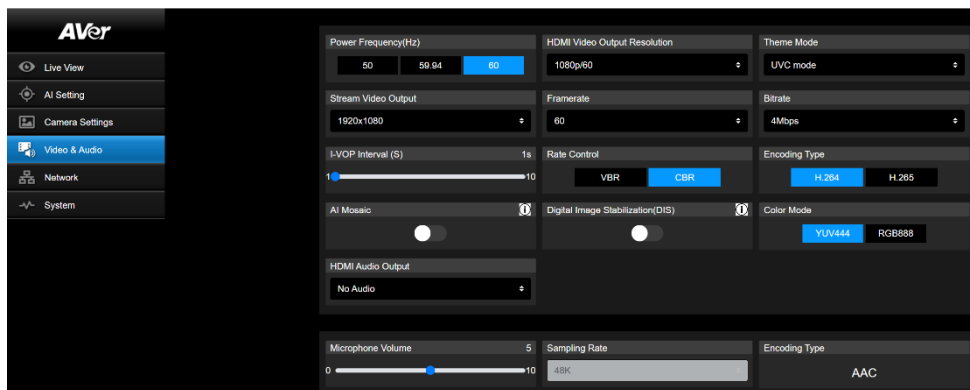 AVer
Live View
AI Setting
Camera Settings
Video & Audio
Network
System
Power Frequency(Hz)
50 59.94 60
HDMI Video Output Resolution
1080p/60
Theme Mode
UVC mode
Stream Video Output
1920x1080
Framerate
60
Bitrate
4Mbps
I-VOP Interval (S) 1s
1 10
Rate Control
VBR CBR
Encoding Type
H.264 H.265
AI Mosaic
Digital Image Stabilization(DIS)
Color Mode
YUV444 RGB888
HDMI Audio Output
No Audio
Microphone Volume 5
0 10
Sampling Rate
48K
Encoding Type
AAC